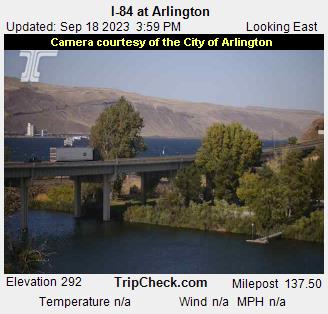 I-84 at Arlington
Updated: Sep 18 2023 3:59 PM Looking East
Camera courtesy of the City of Arlington
Elevation 292 TripCheck.com Milepost 137.50
Temperature n/a Wind n/a MPH n/a